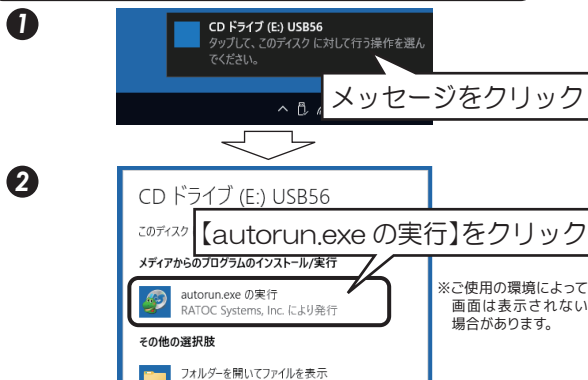 1
CD ドライブ (E:) USB56
タップして、このディスク に対して行う操作を選ん
でください。
メッセージをクリック
2
CD ドライブ (E:) USB56
このディスク
【autorun.exe の実行】をクリック
メディアからのプログラムのインストール/実行
autorun.exe の実行
RATOC Systems, Inc. により発行
※ご使用の環境によって
画面は表示されない
場合があります。
その他の選択肢
フォルダーを開いてファイルを表示